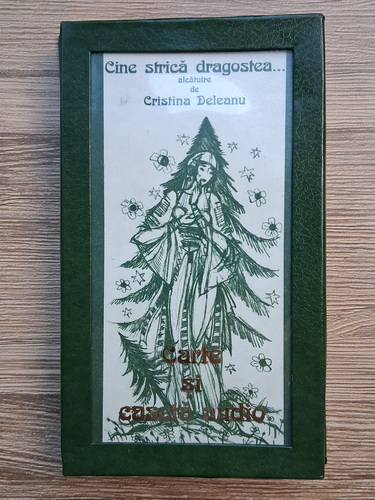 Cine strică dragostea...
alcătuire
de
Cristina Deleanu
Carte
și
casetă audio